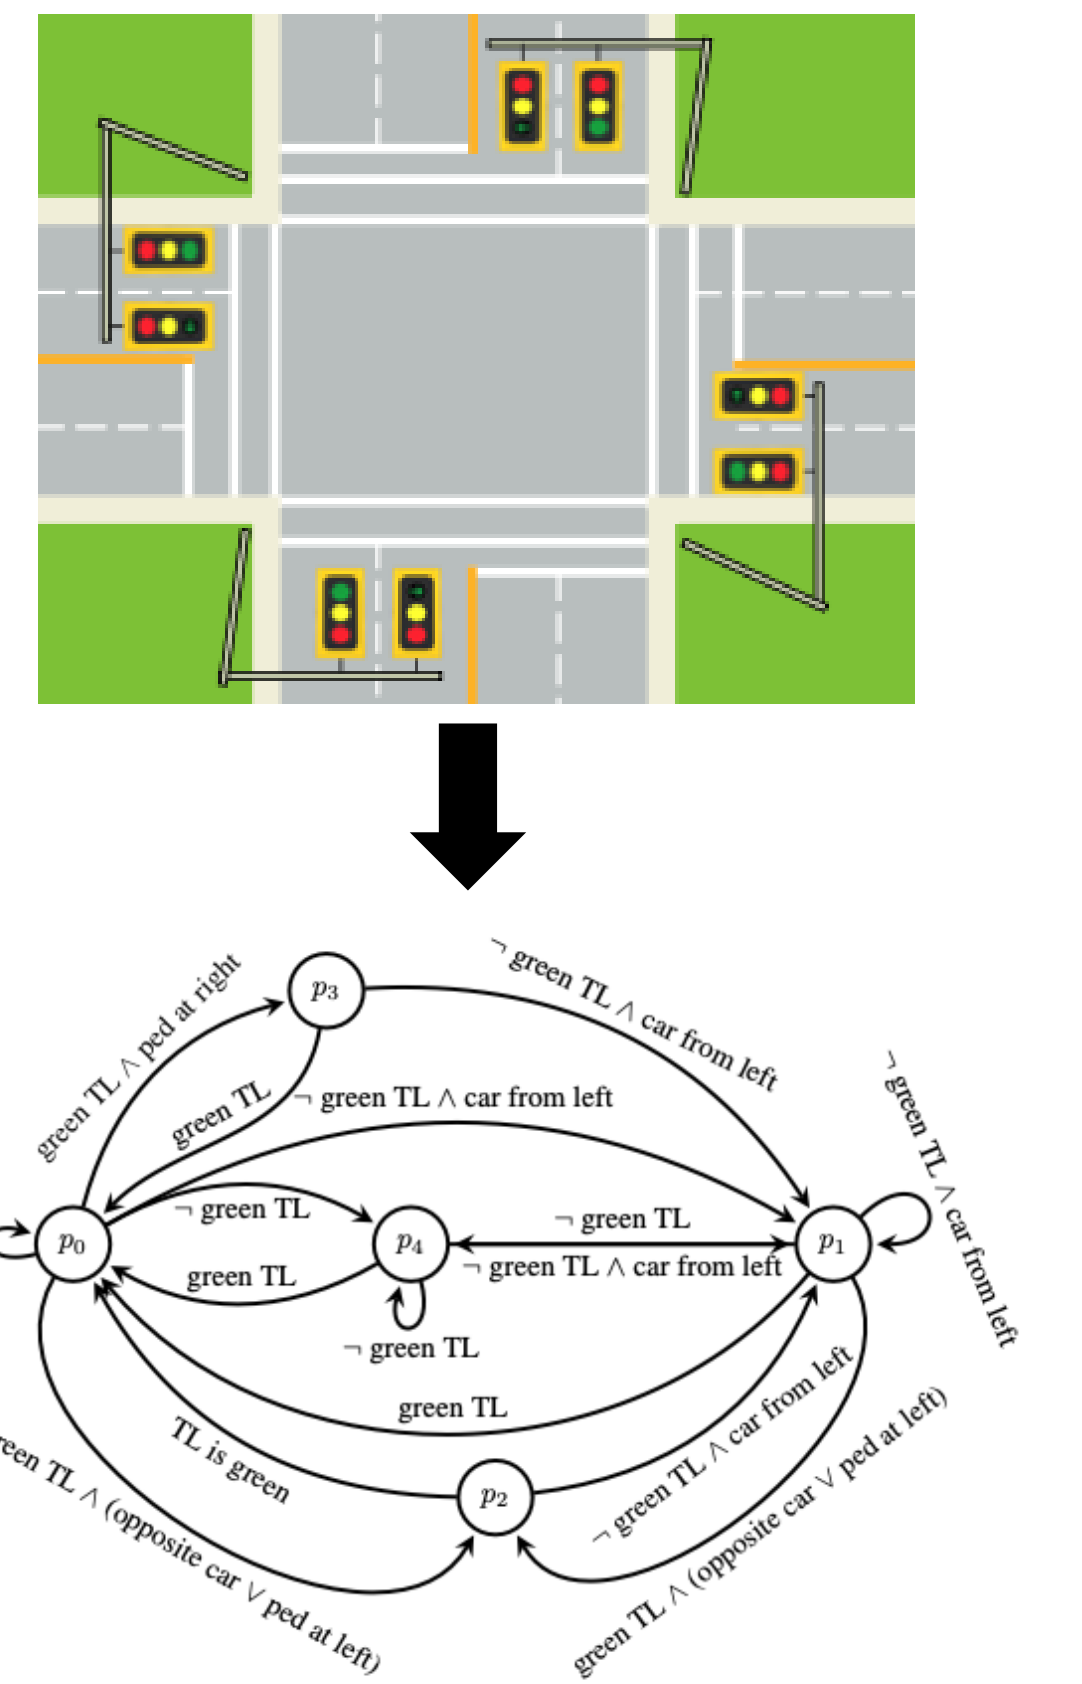 ¬ green TL ∧ car from left
p3
green TL ∧ ped at right
green TL
¬ green TL ∧ car from left
¬ green TL ∧ car from left
¬ green TL
¬ green TL
p0
p4
p1
green TL
¬ green TL ∧ car from left
¬ green TL
green TL
TL is green
¬ green TL ∧ car from left
p2
TL ∧ (opposite car ∨ ped at left)
green TL ∧ (opposite car ∨ ped at left)